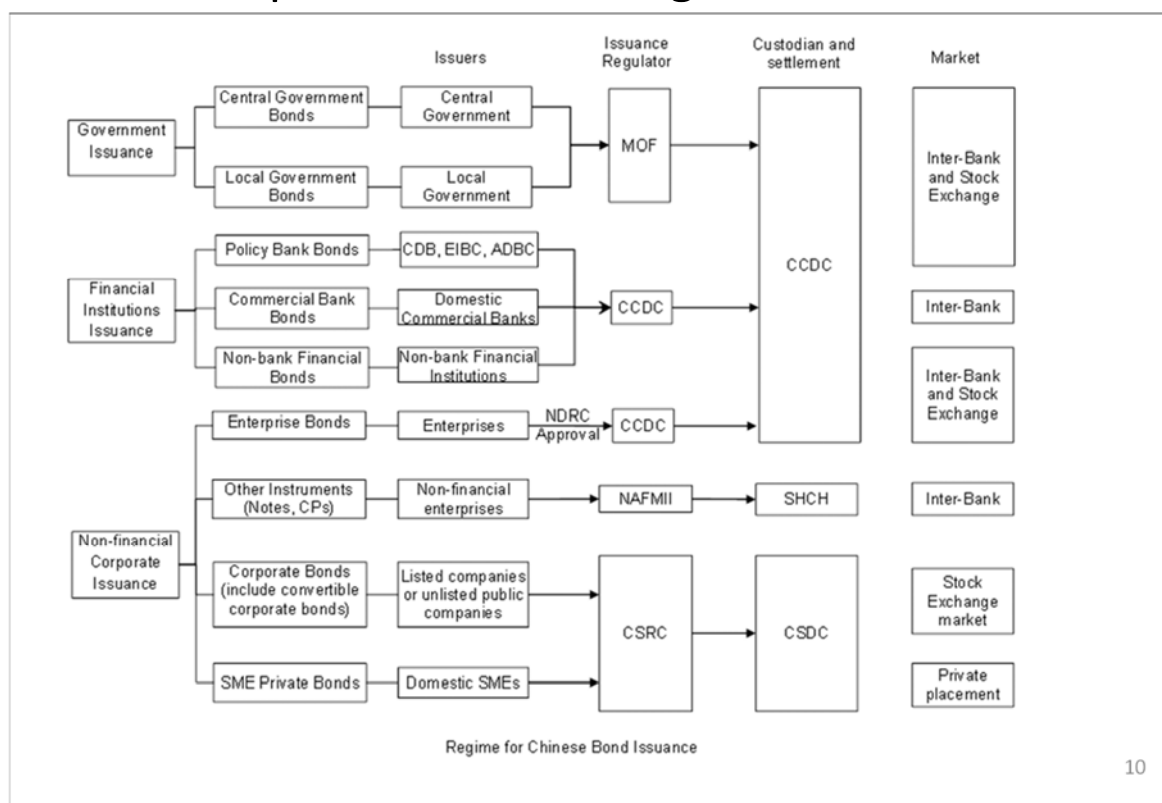 Issuers
Issuance
Regulator
Custodian and
settlement
Market
Government
Issuance
Central Government
Bonds
Central
Government
Local Government
Bonds
Local
Government
MOF
Inter-Bank
and Stock
Exchange
Financial
Institutions
Issuance
Policy Bank Bonds
CDB, EIBC, ADBC
Commercial Bank
Bonds
Domestic
Commercial Banks
Non-bank Financial
Bonds
Non-bank Financial
Institutions
CCDC
CCDC
Inter-Bank
Inter-Bank
and Stock
Exchange
Non-financial
Corporate
Issuance
Enterprise Bonds
Enterprises
NDRC
Approval
CCDC
Other Instruments
(Notes, CPs)
Non-financial
enterprises
NAFMII
SHCH
Inter-Bank
Corporate Bonds
(include convertible
corporate bonds)
Listed companies
or unlisted public
companies
CSRC
CSDC
Stock
Exchange
market
SME Private Bonds
Domestic SMEs
Private
placement
Regime for Chinese Bond Issuance
10